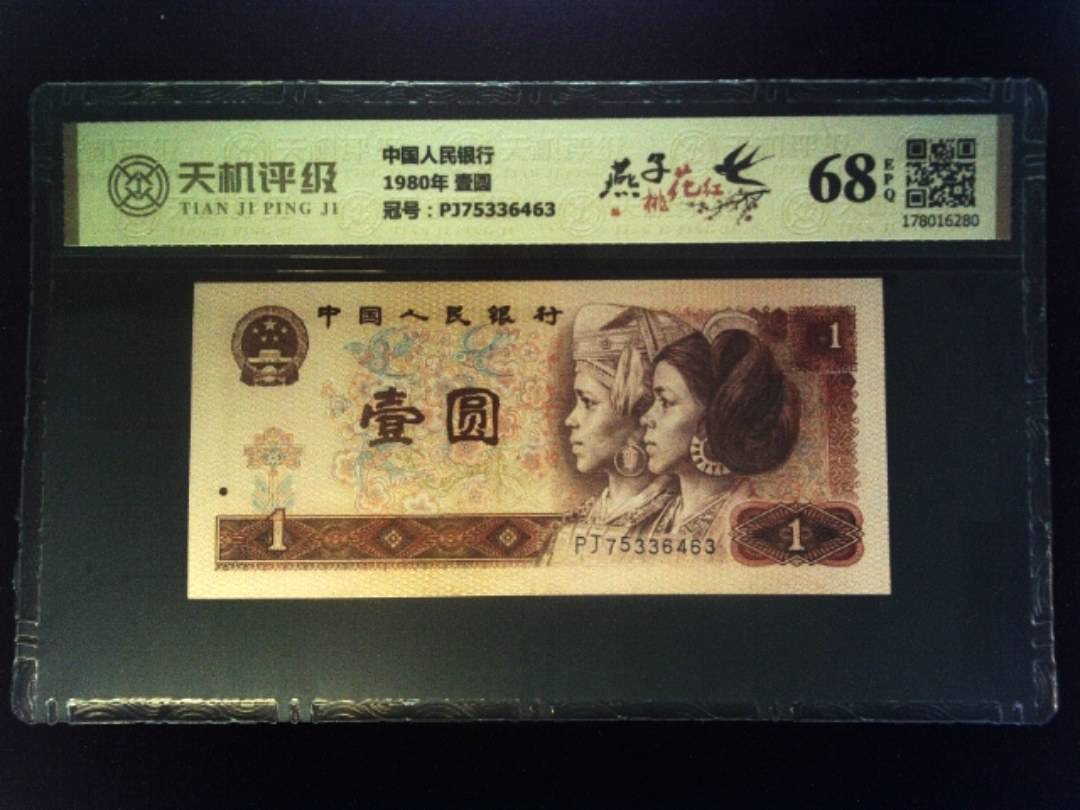 天机评级
TIAN JI PING JI
中国人民银行
1980年 壹圆
冠号：PJ75336463
燕子
桃花红
68
EPQ
178016280
中国人民银行
1
壹圆
1
PJ75336463
1